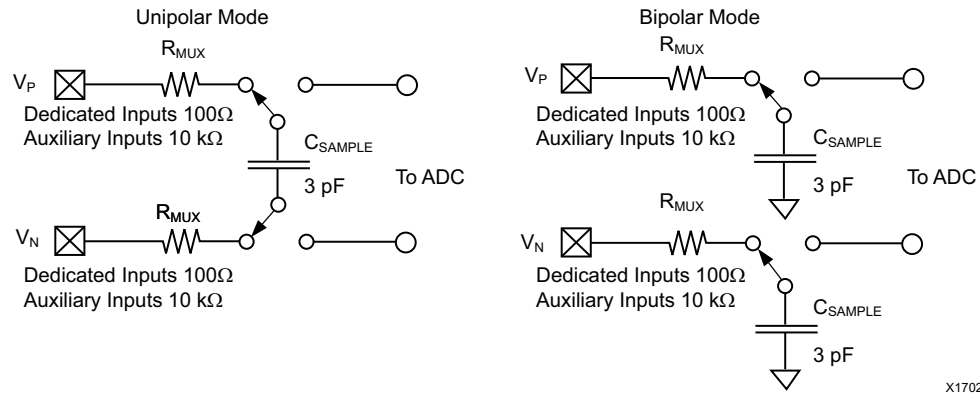 Unipolar Mode
R_MUX
V_P
Dedicated Inputs 100Ω
Auxiliary Inputs 10 kΩ
C_SAMPLE
3 pF
To ADC
R_MUX
V_N
Dedicated Inputs 100Ω
Auxiliary Inputs 10 kΩ
Bipolar Mode
R_MUX
V_P
Dedicated Inputs 100Ω
Auxiliary Inputs 10 kΩ
C_SAMPLE
3 pF
To ADC
R_MUX
V_N
Dedicated Inputs 100Ω
Auxiliary Inputs 10 kΩ
C_SAMPLE
3 pF
X1702